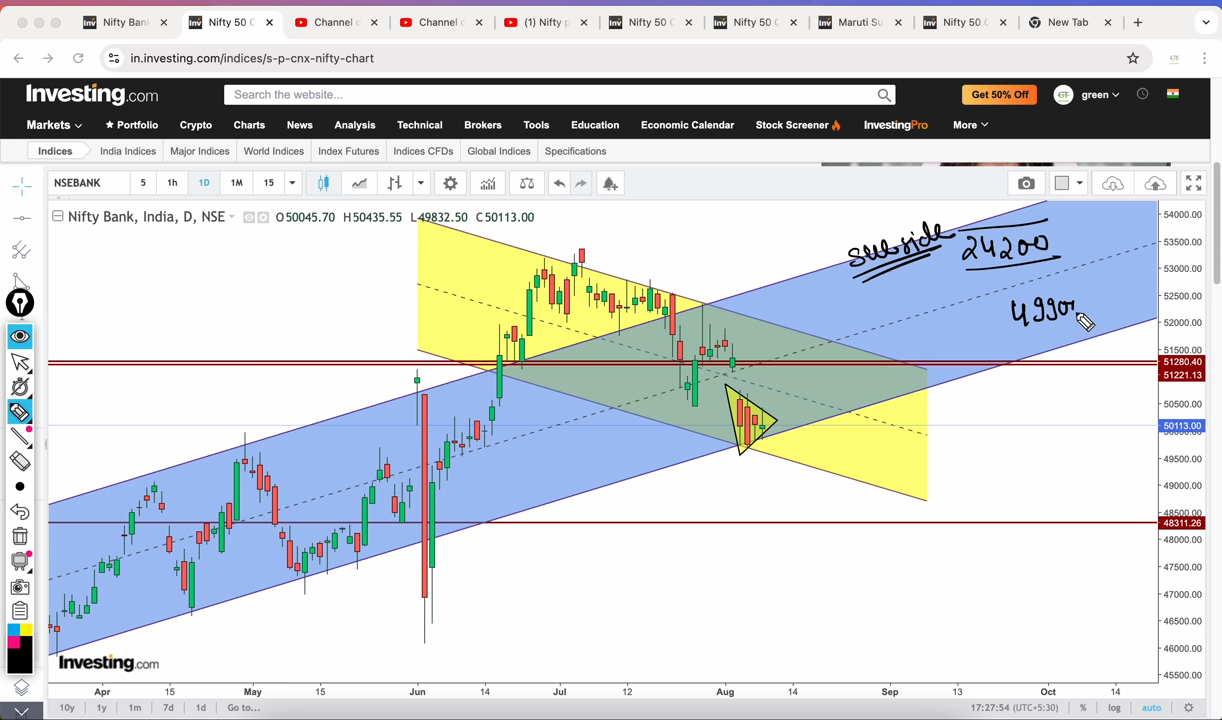 Nifty Bank
Nifty 50 C
Channel c
Channel c
(1) Nifty p
Nifty 50 C
Nifty 50 C
Maruti Su
Nifty 50 C
New Tab
in.investing.com/indices/s-p-cnx-nifty-chart
Investing.com
Search the website...
Get 50% Off
green
Markets
Portfolio
Crypto
Charts
News
Analysis
Technical
Brokers
Tools
Education
Economic Calendar
Stock Screener
InvestingPro
More
Indices
India Indices
Major Indices
World Indices
Index Futures
Indices CFDs
Global Indices
Specifications
NSEBANK
5
1h
1D
1M
15
Nifty Bank, India, D, NSE
O50045.70 H50435.55 L49832.50 C50113.00
24200
54000.00
53500.00
53000.00
52500.00
52000.00
51500.00
51280.40
51221.13
50500.00
50113.00
49500.00
49000.00
48500.00
48311.26
48000.00
47500.00
47000.00
46500.00
46000.00
45500.00
Investing.com
Apr
15
May
15
Jun
14
Jul
12
Aug
14
Sep
13
Oct
14
10y
1y
1m
7d
1d
Go to...
17:27:54 (UTC+5:30)
%
log
auto